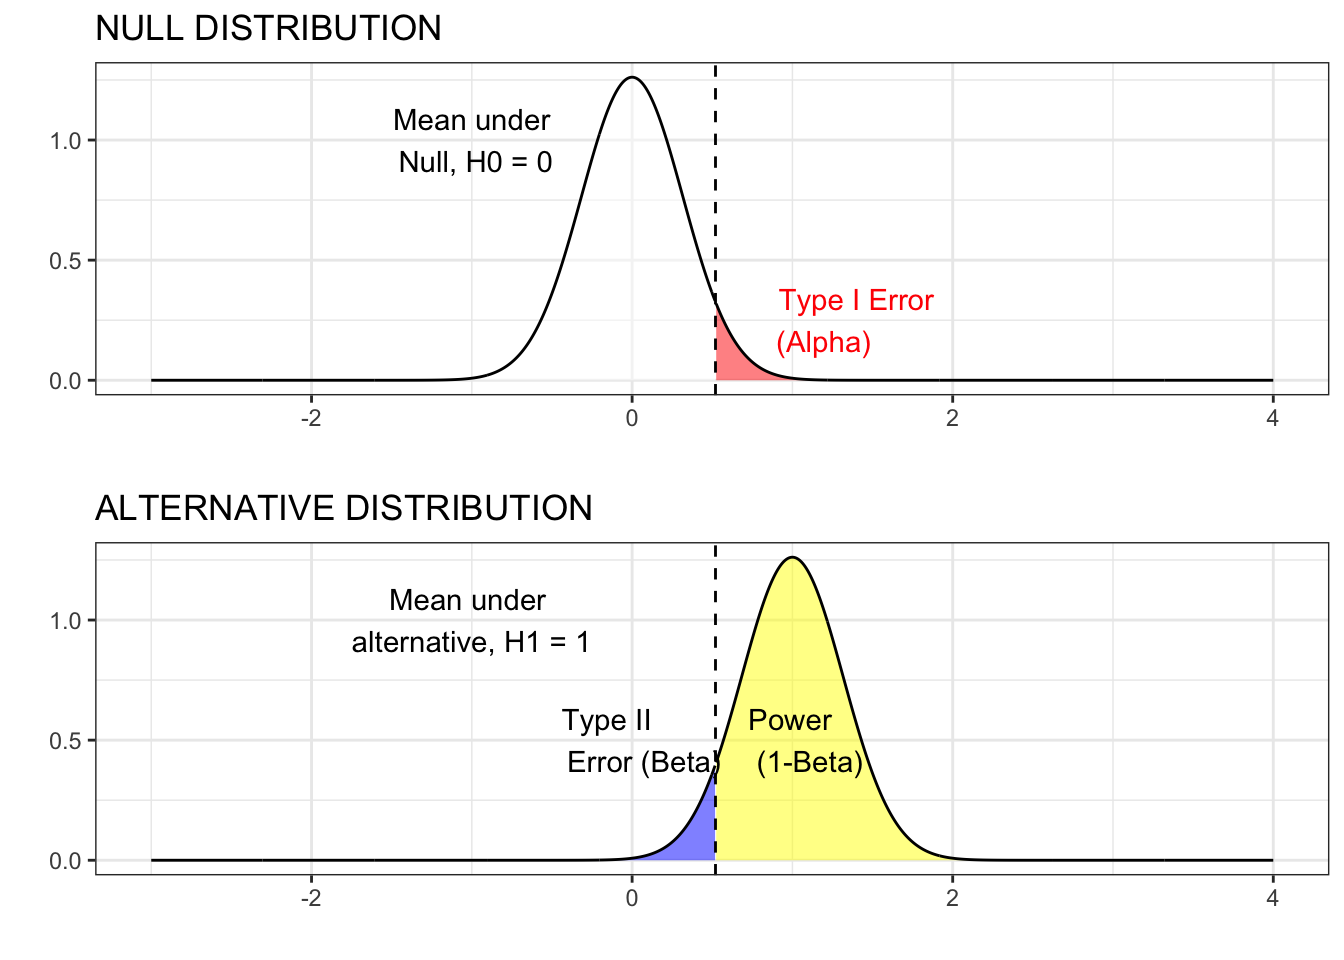 NULL DISTRIBUTION
Mean under
Null, H0 = 0
Type I Error
(Alpha)
1.0
0.5
0.0
-2 0 2 4
ALTERNATIVE DISTRIBUTION
Mean under
alternative, H1 = 1
Type II
Error (Beta)
Power
(1-Beta)
1.0
0.5
0.0
-2 0 2 4